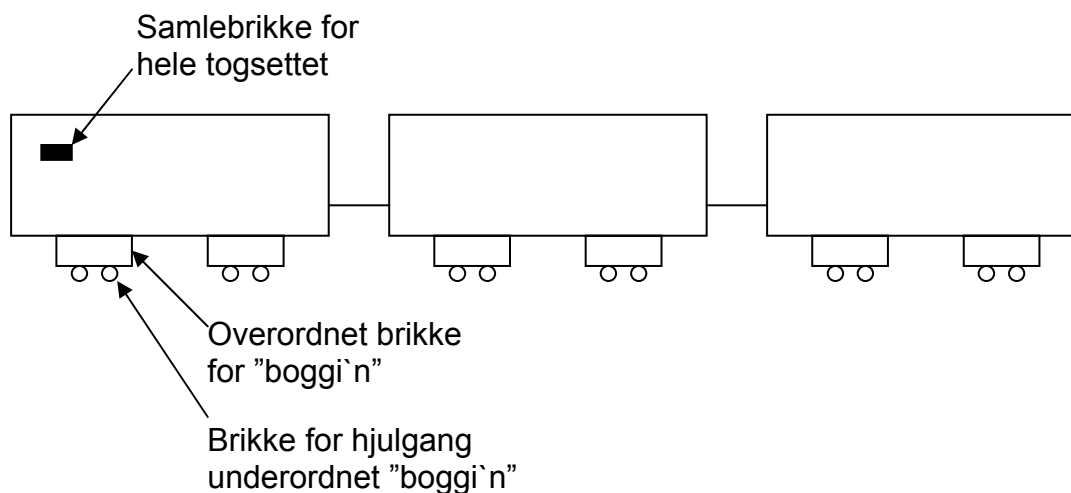 Samlebrikke for
hele togsettet
Overordnet brikke
for ”boggi`n”
Brikke for hjulgang
underordnet ”boggi`n”